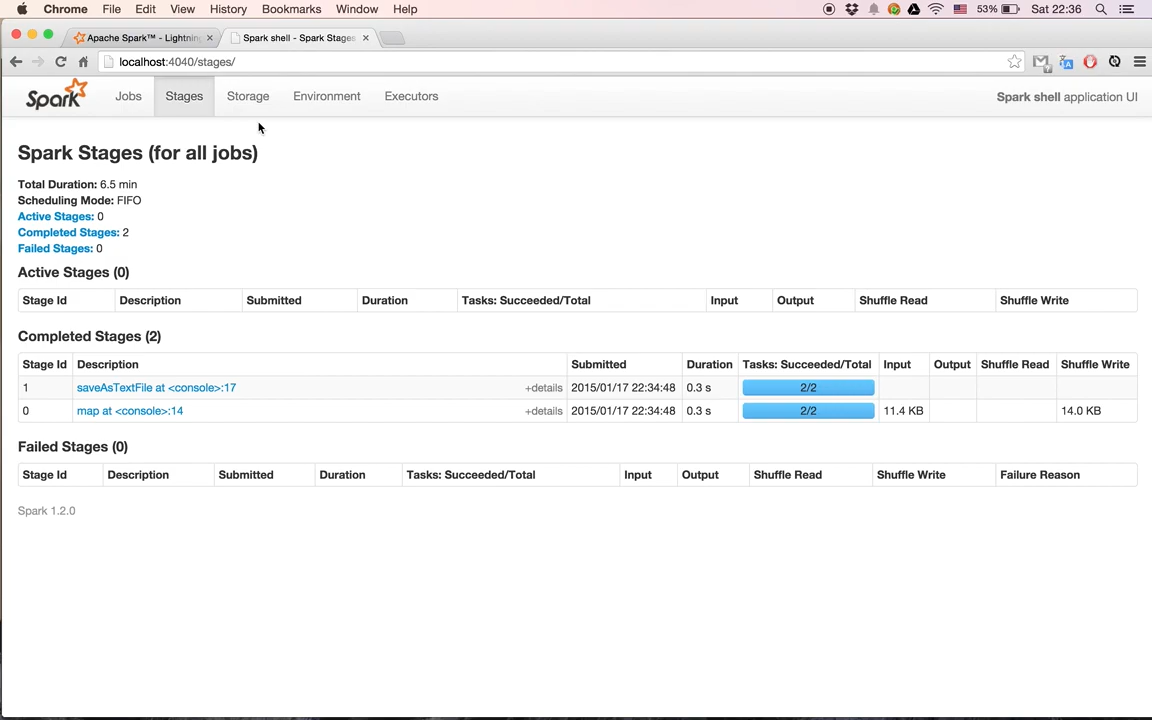 Chrome File Edit View History Bookmarks Window Help 53% Sat 22:36
Apache Spark™ - Lightning Spark shell - Spark Stages
localhost:4040/stages/
Spark Jobs Stages Storage Environment Executors Spark shell application UI
Spark Stages (for all jobs)
Total Duration: 6.5 min
Scheduling Mode: FIFO
Active Stages: 0
Completed Stages: 2
Failed Stages: 0
Active Stages (0)
Stage Id Description Submitted Duration Tasks: Succeeded/Total Input Output Shuffle Read Shuffle Write
Completed Stages (2)
Stage Id Description Submitted Duration Tasks: Succeeded/Total Input Output Shuffle Read Shuffle Write
1 saveAsTextFile at <console>:17 +details 2015/01/17 22:34:48 0.3 s 2/2
0 map at <console>:14 +details 2015/01/17 22:34:48 0.3 s 2/2 11.4 KB 14.0 KB
Failed Stages (0)
Stage Id Description Submitted Duration Tasks: Succeeded/Total Input Output Shuffle Read Shuffle Write Failure Reason
Spark 1.2.0